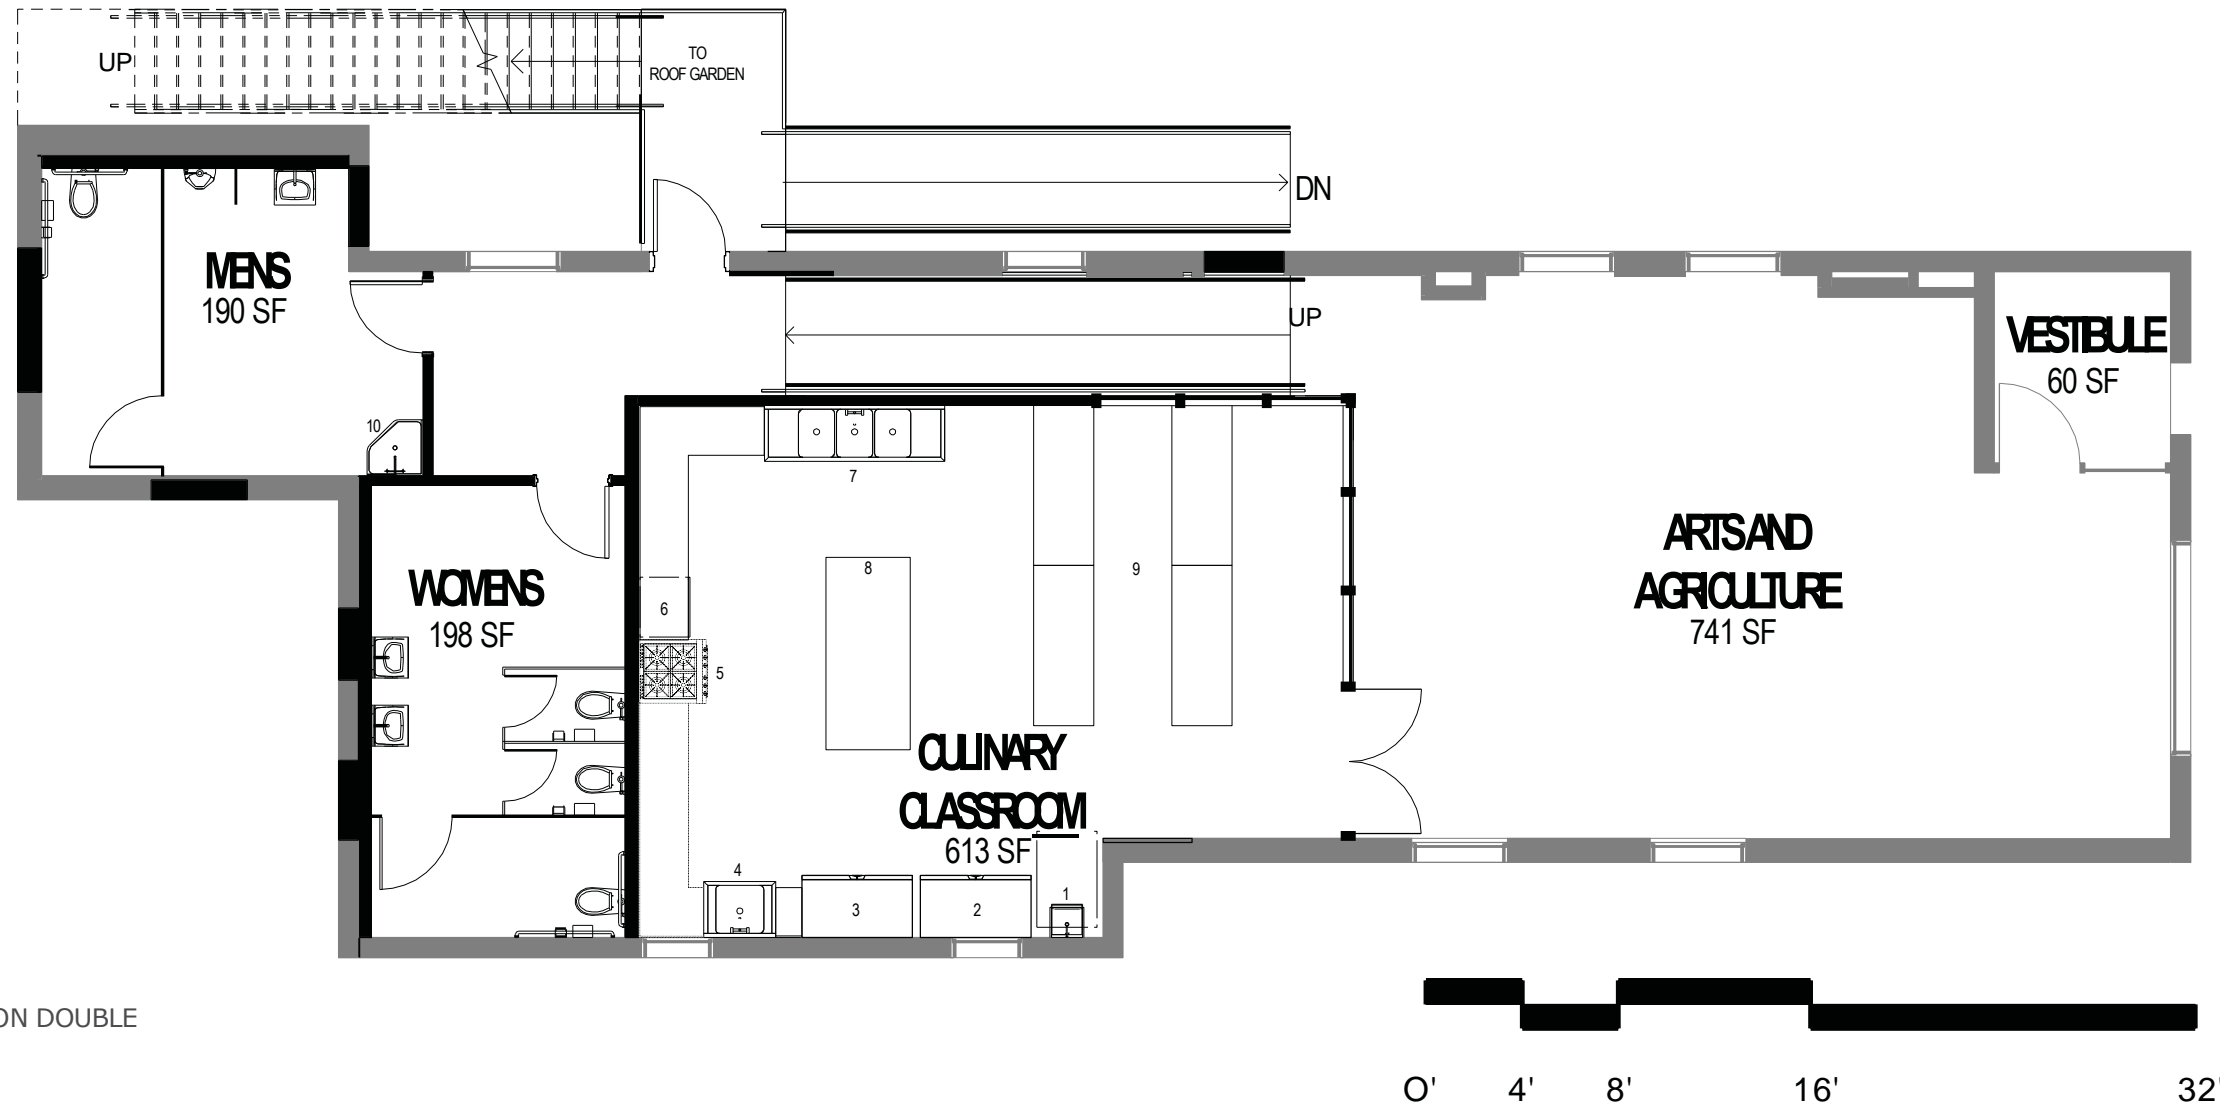 UP
TO
ROOF GARDEN
DN
MENS
190 SF
UP
VESTIBULE
60 SF
10
7
ARTS AND
AGRICULTURE
741 SF
8
9
WOMENS
198 SF
6
5
CULINARY
CLASSROOM
613 SF
4
3
2
1
ON DOUBLE
O' 4' 8' 16' 32'